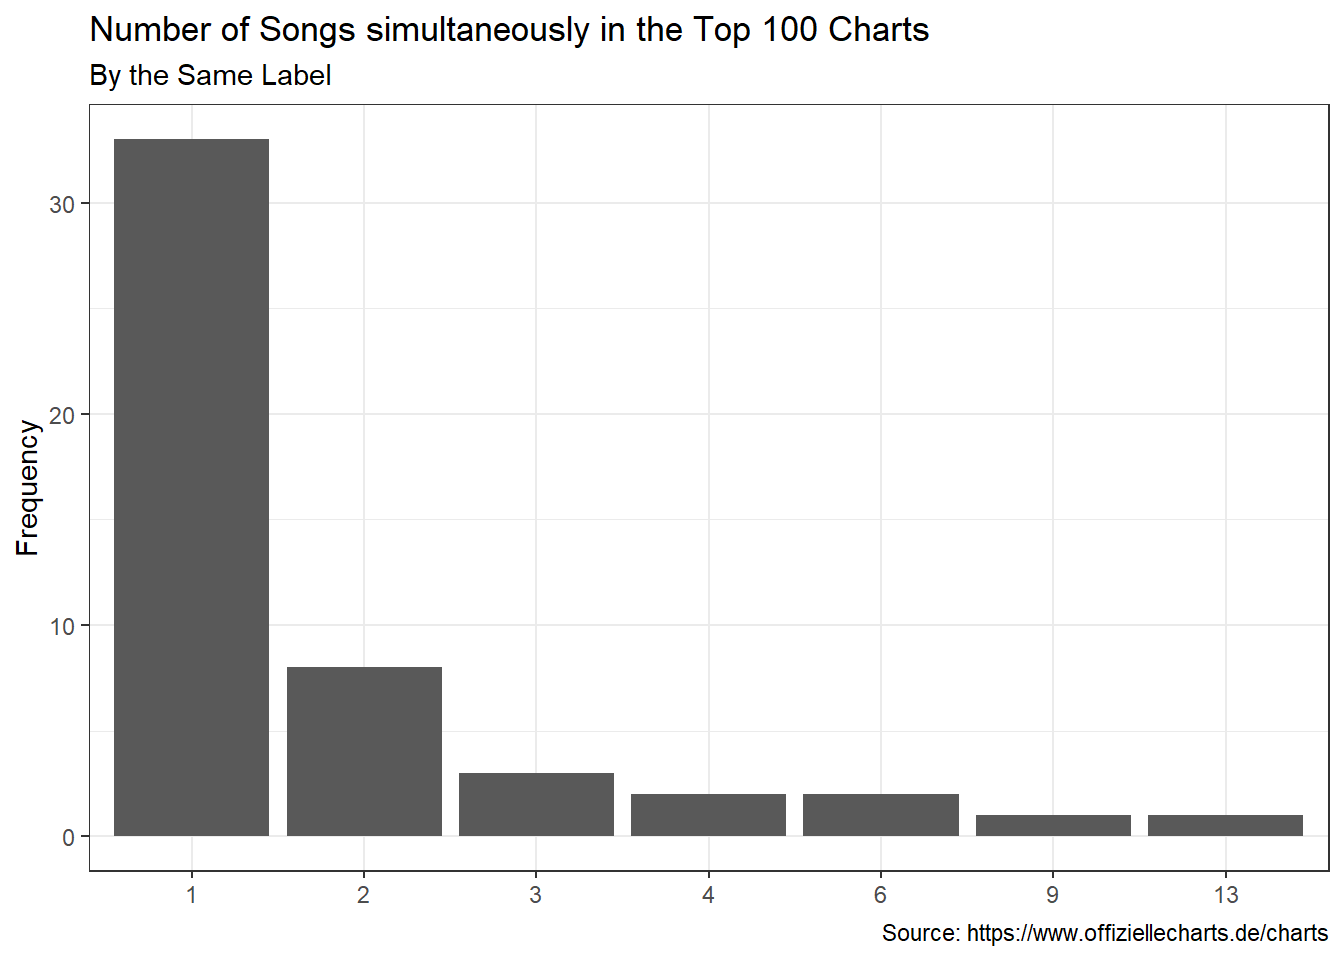 Number of Songs simultaneously in the Top 100 Charts
By the Same Label
Frequency
30
20
10
0
1 2 3 4 6 9 13
Source: https://www.offiziellecharts.de/charts